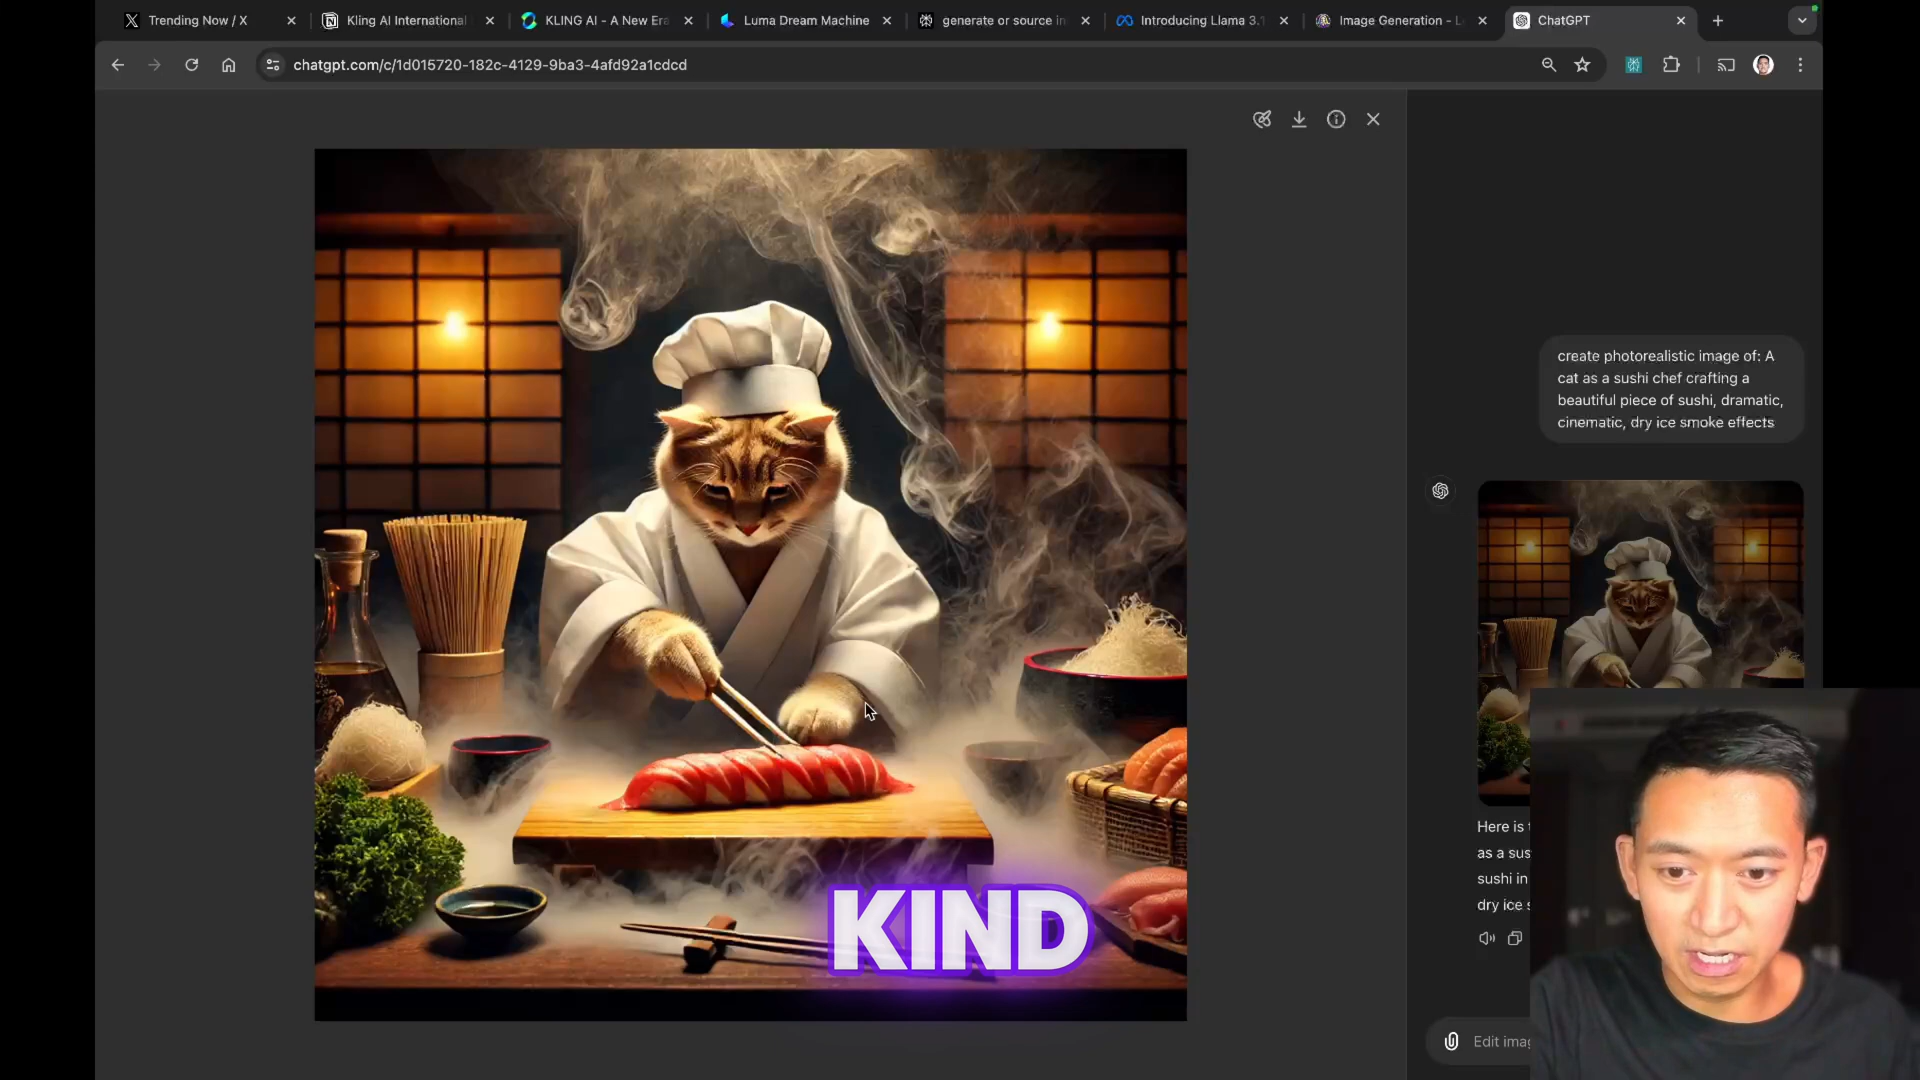 Trending Now / X
Kling AI International
KLING AI - A New Era
Luma Dream Machine
generate or source in
Introducing Llama 3.1
Image Generation - L
ChatGPT
chatgpt.com/c/1d015720-182c-4129-9ba3-4afd92a1cdcd
create photorealistic image of: A
cat as a sushi chef crafting a
beautiful piece of sushi, dramatic,
cinematic, dry ice smoke effects
Here is
as a sus
sushi in
dry ice s
KIND
Edit imag